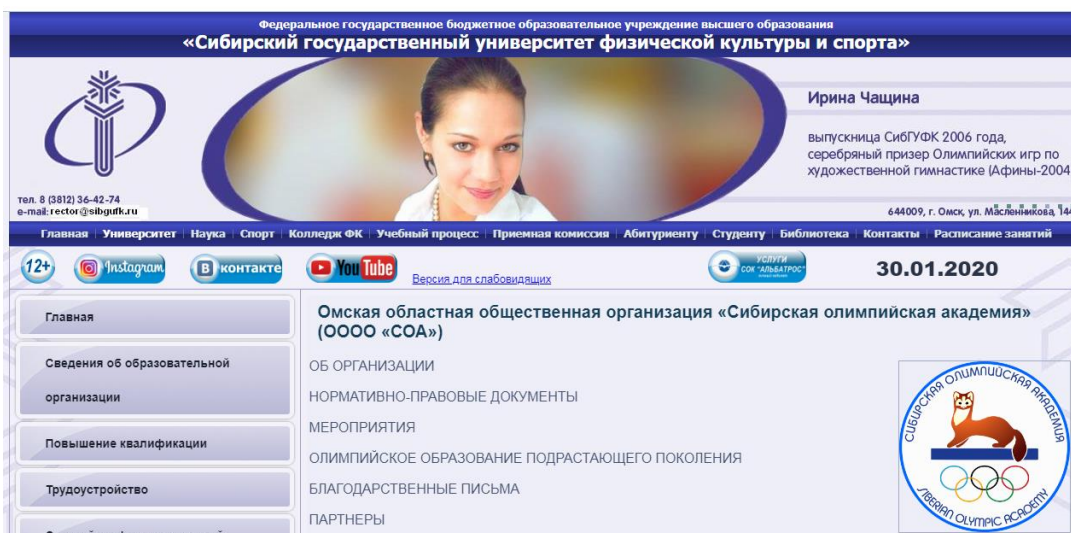 Федеральное государственное бюджетное образовательное учреждение высшего образования
«Сибирский государственный университет физической культуры и спорта»
Ирина Чащина
выпускница СибГУФК 2006 года,
серебряный призер Олимпийских игр по
художественной гимнастике (Афины-2004
тел. 8 (3812) 36-42-74
e-mail: rector@sibgufk.ru
644009, г. Омск, ул. Масленникова, 144
Главная Университет Наука Спорт Колледж ФК Учебный процесс Приемная комиссия Абитуриенту Студенту Библиотека Контакты Расписание занятий
12+ Instagram В контакте You Tube Версия для слабовидящих УСЛУГИ
СОК "АЛЬБАТРОС"
30.01.2020
Главная
Сведения об образовательной
организации
Повышение квалификации
Трудоустройство
Омская областная общественная организация «Сибирская олимпийская академия»
(ОООО «СОА»)
ОБ ОРГАНИЗАЦИИ
НОРМАТИВНО-ПРАВОВЫЕ ДОКУМЕНТЫ
МЕРОПРИЯТИЯ
ОЛИМПИЙСКОЕ ОБРАЗОВАНИЕ ПОДРАСТАЮЩЕГО ПОКОЛЕНИЯ
БЛАГОДАРСТВЕННЫЕ ПИСЬМА
ПАРТНЕРЫ
СИБИРСКАЯ ОЛИМПИЙСКАЯ АКАДЕМИЯ
SIBERIAN OLYMPIC ACADEMY